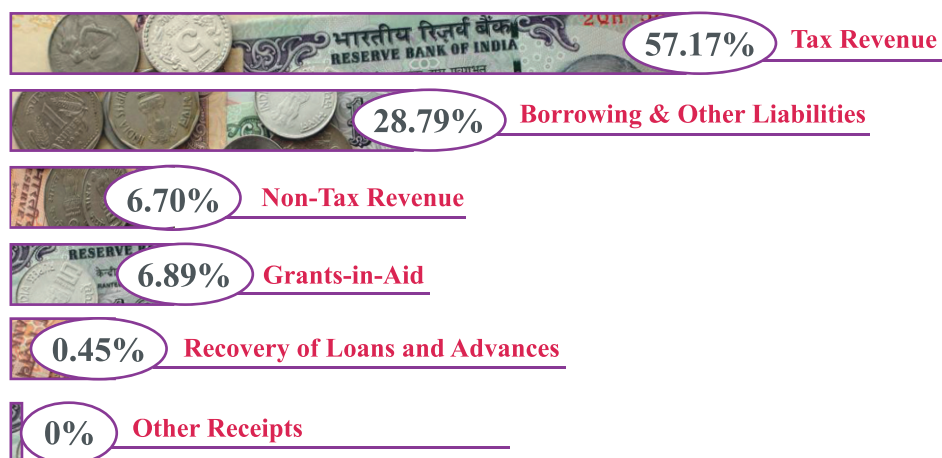 भारतीय रिज़र्व बैंक
RESERVE BANK OF INDIA
57.17%
Tax Revenue
28.79%
Borrowing & Other Liabilities
6.70%
Non-Tax Revenue
RESERVE
6.89%
Grants-in-Aid
0.45%
Recovery of Loans and Advances
0%
Other Receipts